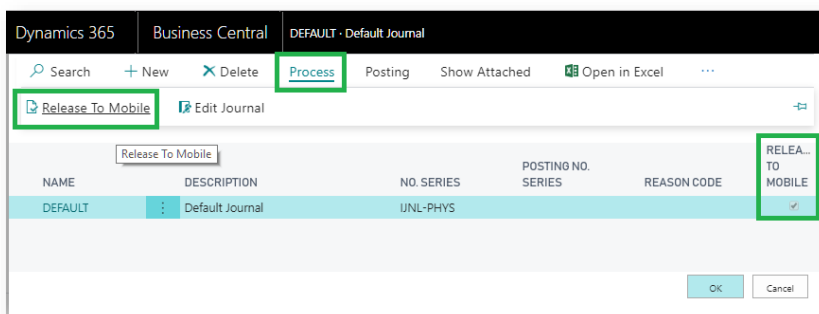 Dynamics 365 Business Central DEFAULT · Default Journal
Search + New Delete Process Posting Show Attached Open in Excel ...
Release To Mobile Edit Journal
Release To Mobile
NAME DESCRIPTION NO. SERIES POSTING NO. SERIES REASON CODE RELEA... TO MOBILE
DEFAULT Default Journal IJNL-PHYS
OK Cancel